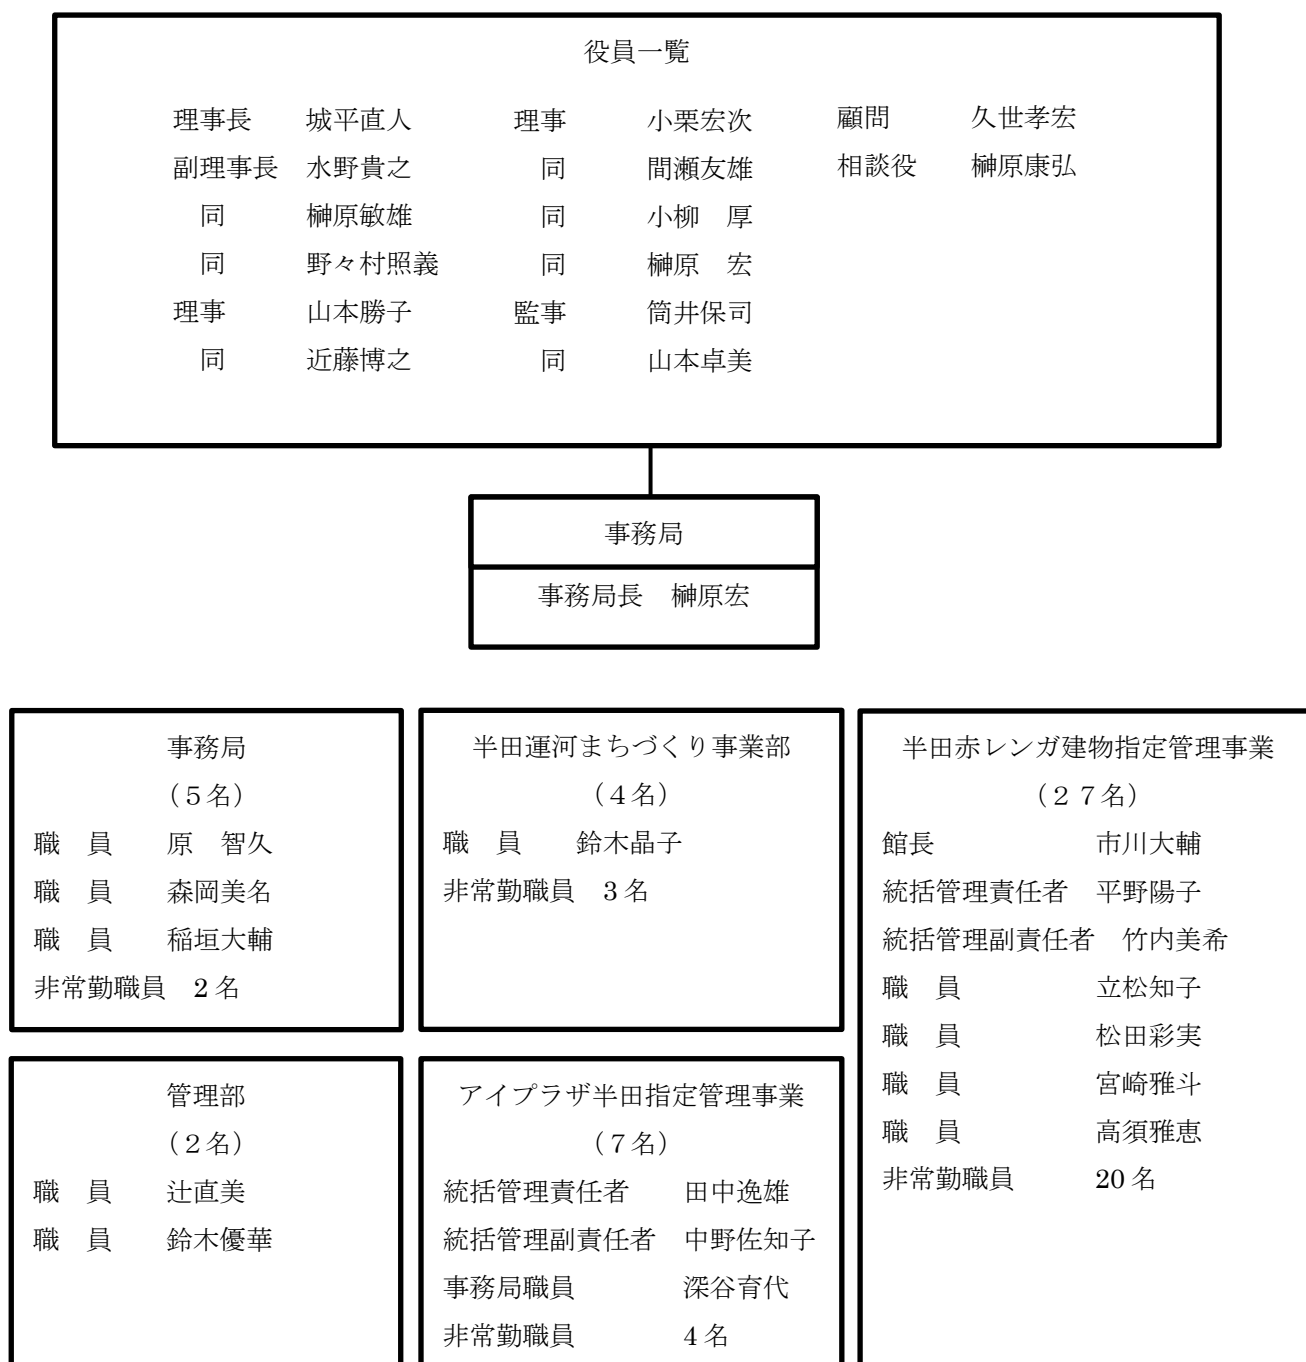 役員一覧
理事長 城平直人 理事 小栗宏次 顧問 久世孝宏
副理事長 水野貴之 同 間瀬友雄 相談役 榊原康弘
同 榊原敏雄 同 小柳 厚
同 野々村照義 同 榊原 宏
理事 山本勝子 監事 筒井保司
同 近藤博之 同 山本卓美
事務局
事務局長 榊原宏
事務局
（５名）
職 員 原 智久
職 員 森岡美名
職 員 稲垣大輔
非常勤職員 2名
半田運河まちづくり事業部
（４名）
職 員 鈴木晶子
非常勤職員 3名
半田赤レンガ建物指定管理事業
（２７名）
館長 市川大輔
統括管理責任者 平野陽子
統括管理副責任者 竹内美希
職 員 立松知子
職 員 松田彩実
職 員 宮崎雅斗
職 員 高須雅恵
非常勤職員 20名
管理部
（２名）
職 員 辻直美
職 員 鈴木優華
アイプラザ半田指定管理事業
（７名）
統括管理責任者 田中逸雄
統括管理副責任者 中野佐知子
事務局職員 深谷育代
非常勤職員 4名